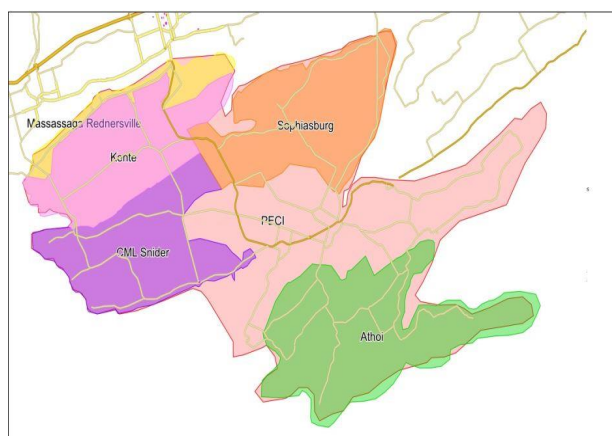 Sophiasburg
Massassaga Rednersville
Kente
PECI
CML Snider
Athol